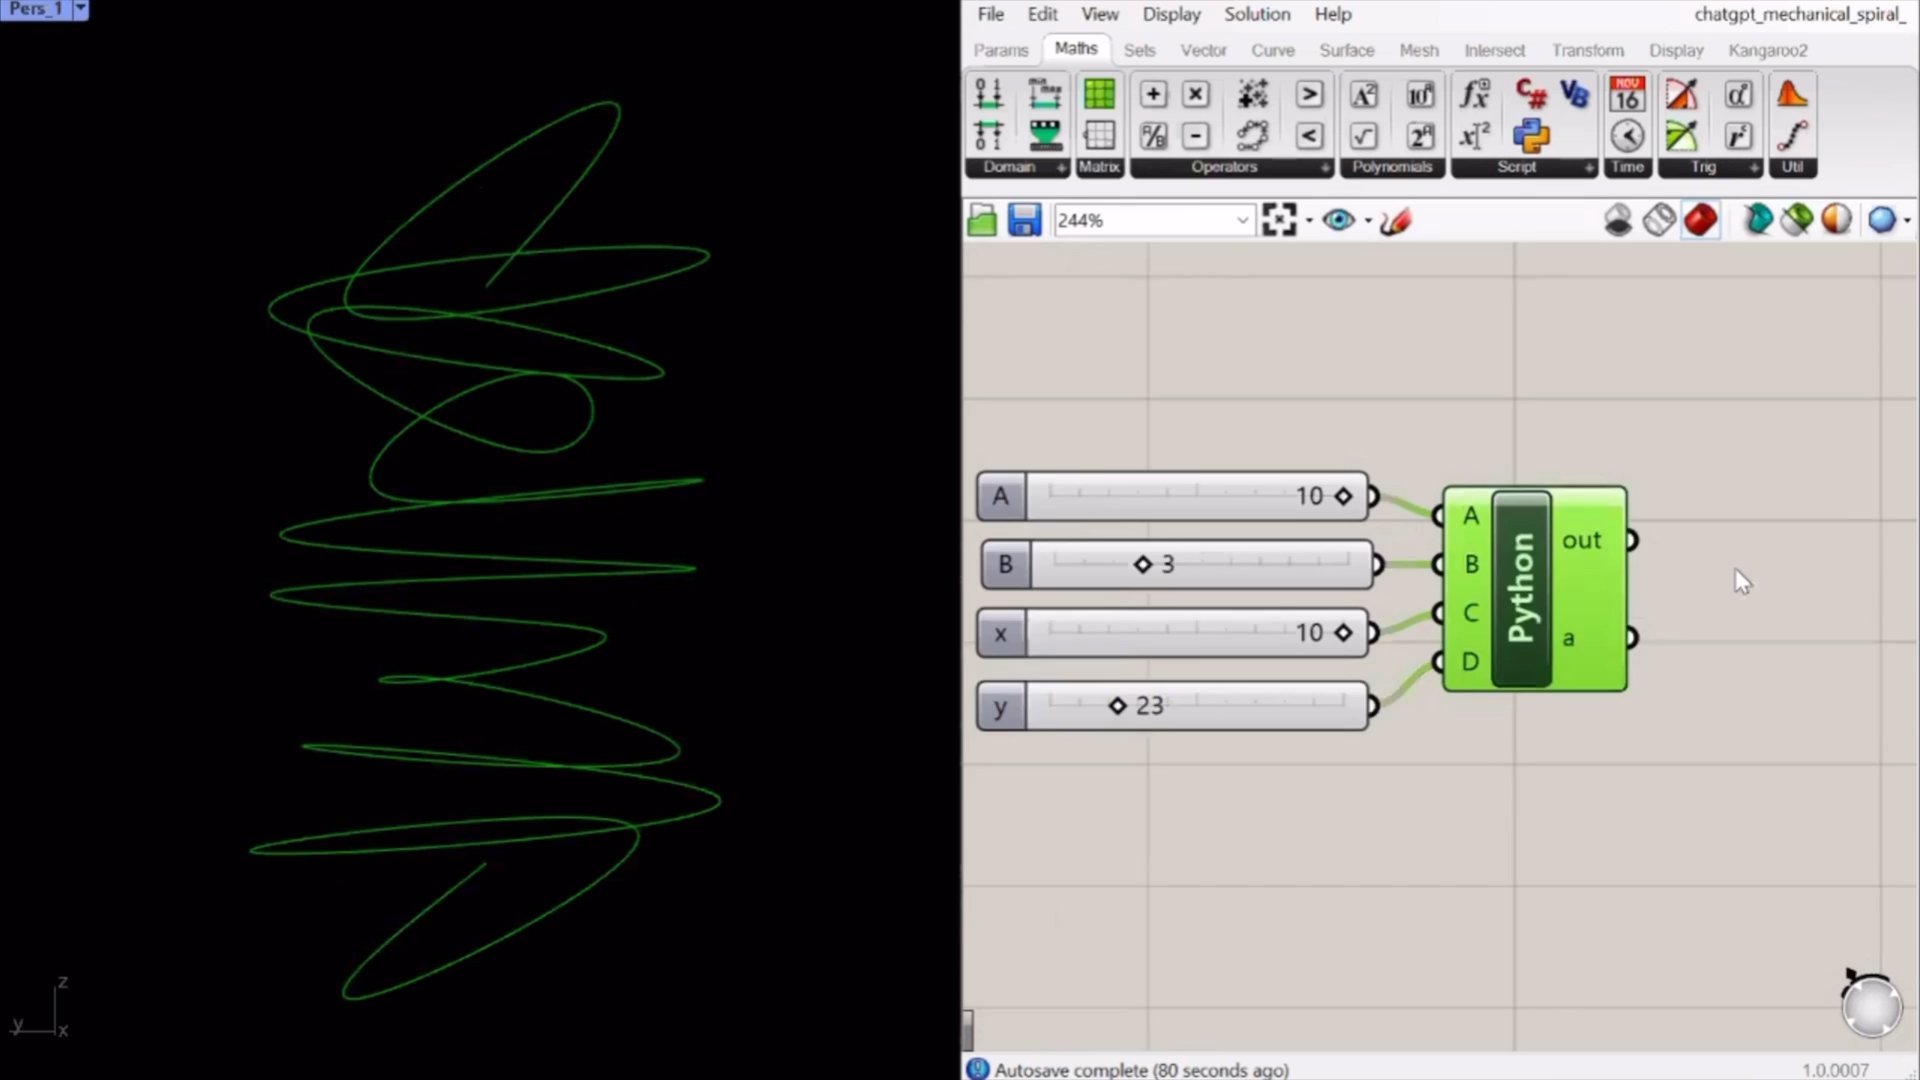 Pers_1
File Edit View Display Solution Help chatgpt_mechanical_spiral_
Params Maths Sets Vector Curve Surface Mesh Intersect Transform Display Kangaroo2
Domain Matrix Operators Polynomials Script Time Trig Util
244%
A 10
B 3
x 10
y 23
A
B
C
D
Python
out
a
z
y x
Autosave complete (80 seconds ago) 1.0.0007